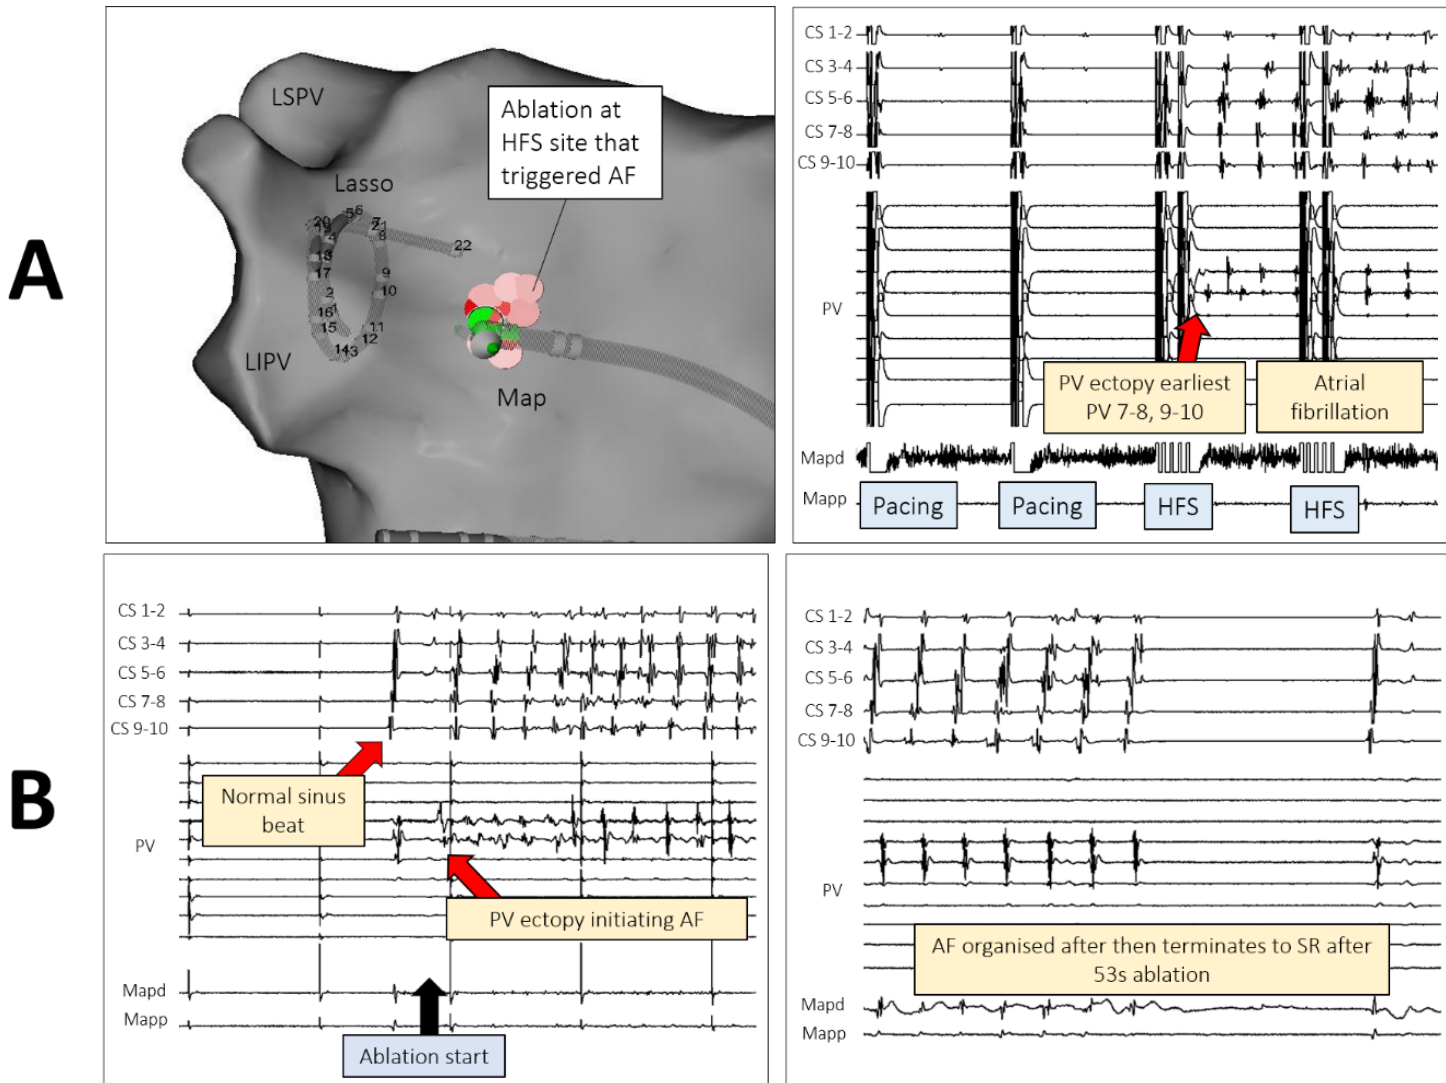 A
LSPV
Lasso
LIPV
Map
Ablation at
HFS site that
triggered AF
20
5
6
7
21
8
4
22
18
17
9
10
2
16
15
11
12
14
13
CS 1-2
CS 3-4
CS 5-6
CS 7-8
CS 9-10
PV
PV ectopy earliest
PV 7-8, 9-10
Atrial
fibrillation
Mapd
Mapp
Pacing
Pacing
HFS
HFS
B
CS 1-2
CS 3-4
CS 5-6
CS 7-8
CS 9-10
Normal sinus
beat
PV
PV ectopy initiating AF
Mapd
Mapp
Ablation start
CS 1-2
CS 3-4
CS 5-6
CS 7-8
CS 9-10
PV
AF organised after then terminates to SR after
53s ablation
Mapd
Mapp